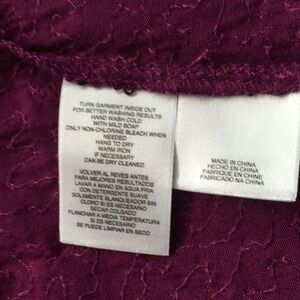 TURN GARMENT INSIDE OUT
FOR BETTER WASHING RESULTS
HAND WASH COLD
WITH MILD SOAP
ONLY NON-CHLORINE BLEACH WHEN
NEEDED
HANG TO DRY
WARM IRON
IF NECESSARY
CAN BE DRY CLEANED
VOLVER AL REVES ANTES
PARA MEJORES RESULTADOS
LAVAR A MANO EN AGUA FRIA
CON DETERGENTE SUAVE
SOLAMENTE BLANQUEADOR SIN
CLORO SI ES NECESARIO
SECAR COLGADO
PLANCHAR A MEDIA TEMPERATURA
SI ES NECESARIO
SE PUEDE LIMPIAR EN SECO
MADE IN CHINA
HECHO EN CHINA
FABRIQUE EN CHINE
FABRICADO NA CHINA